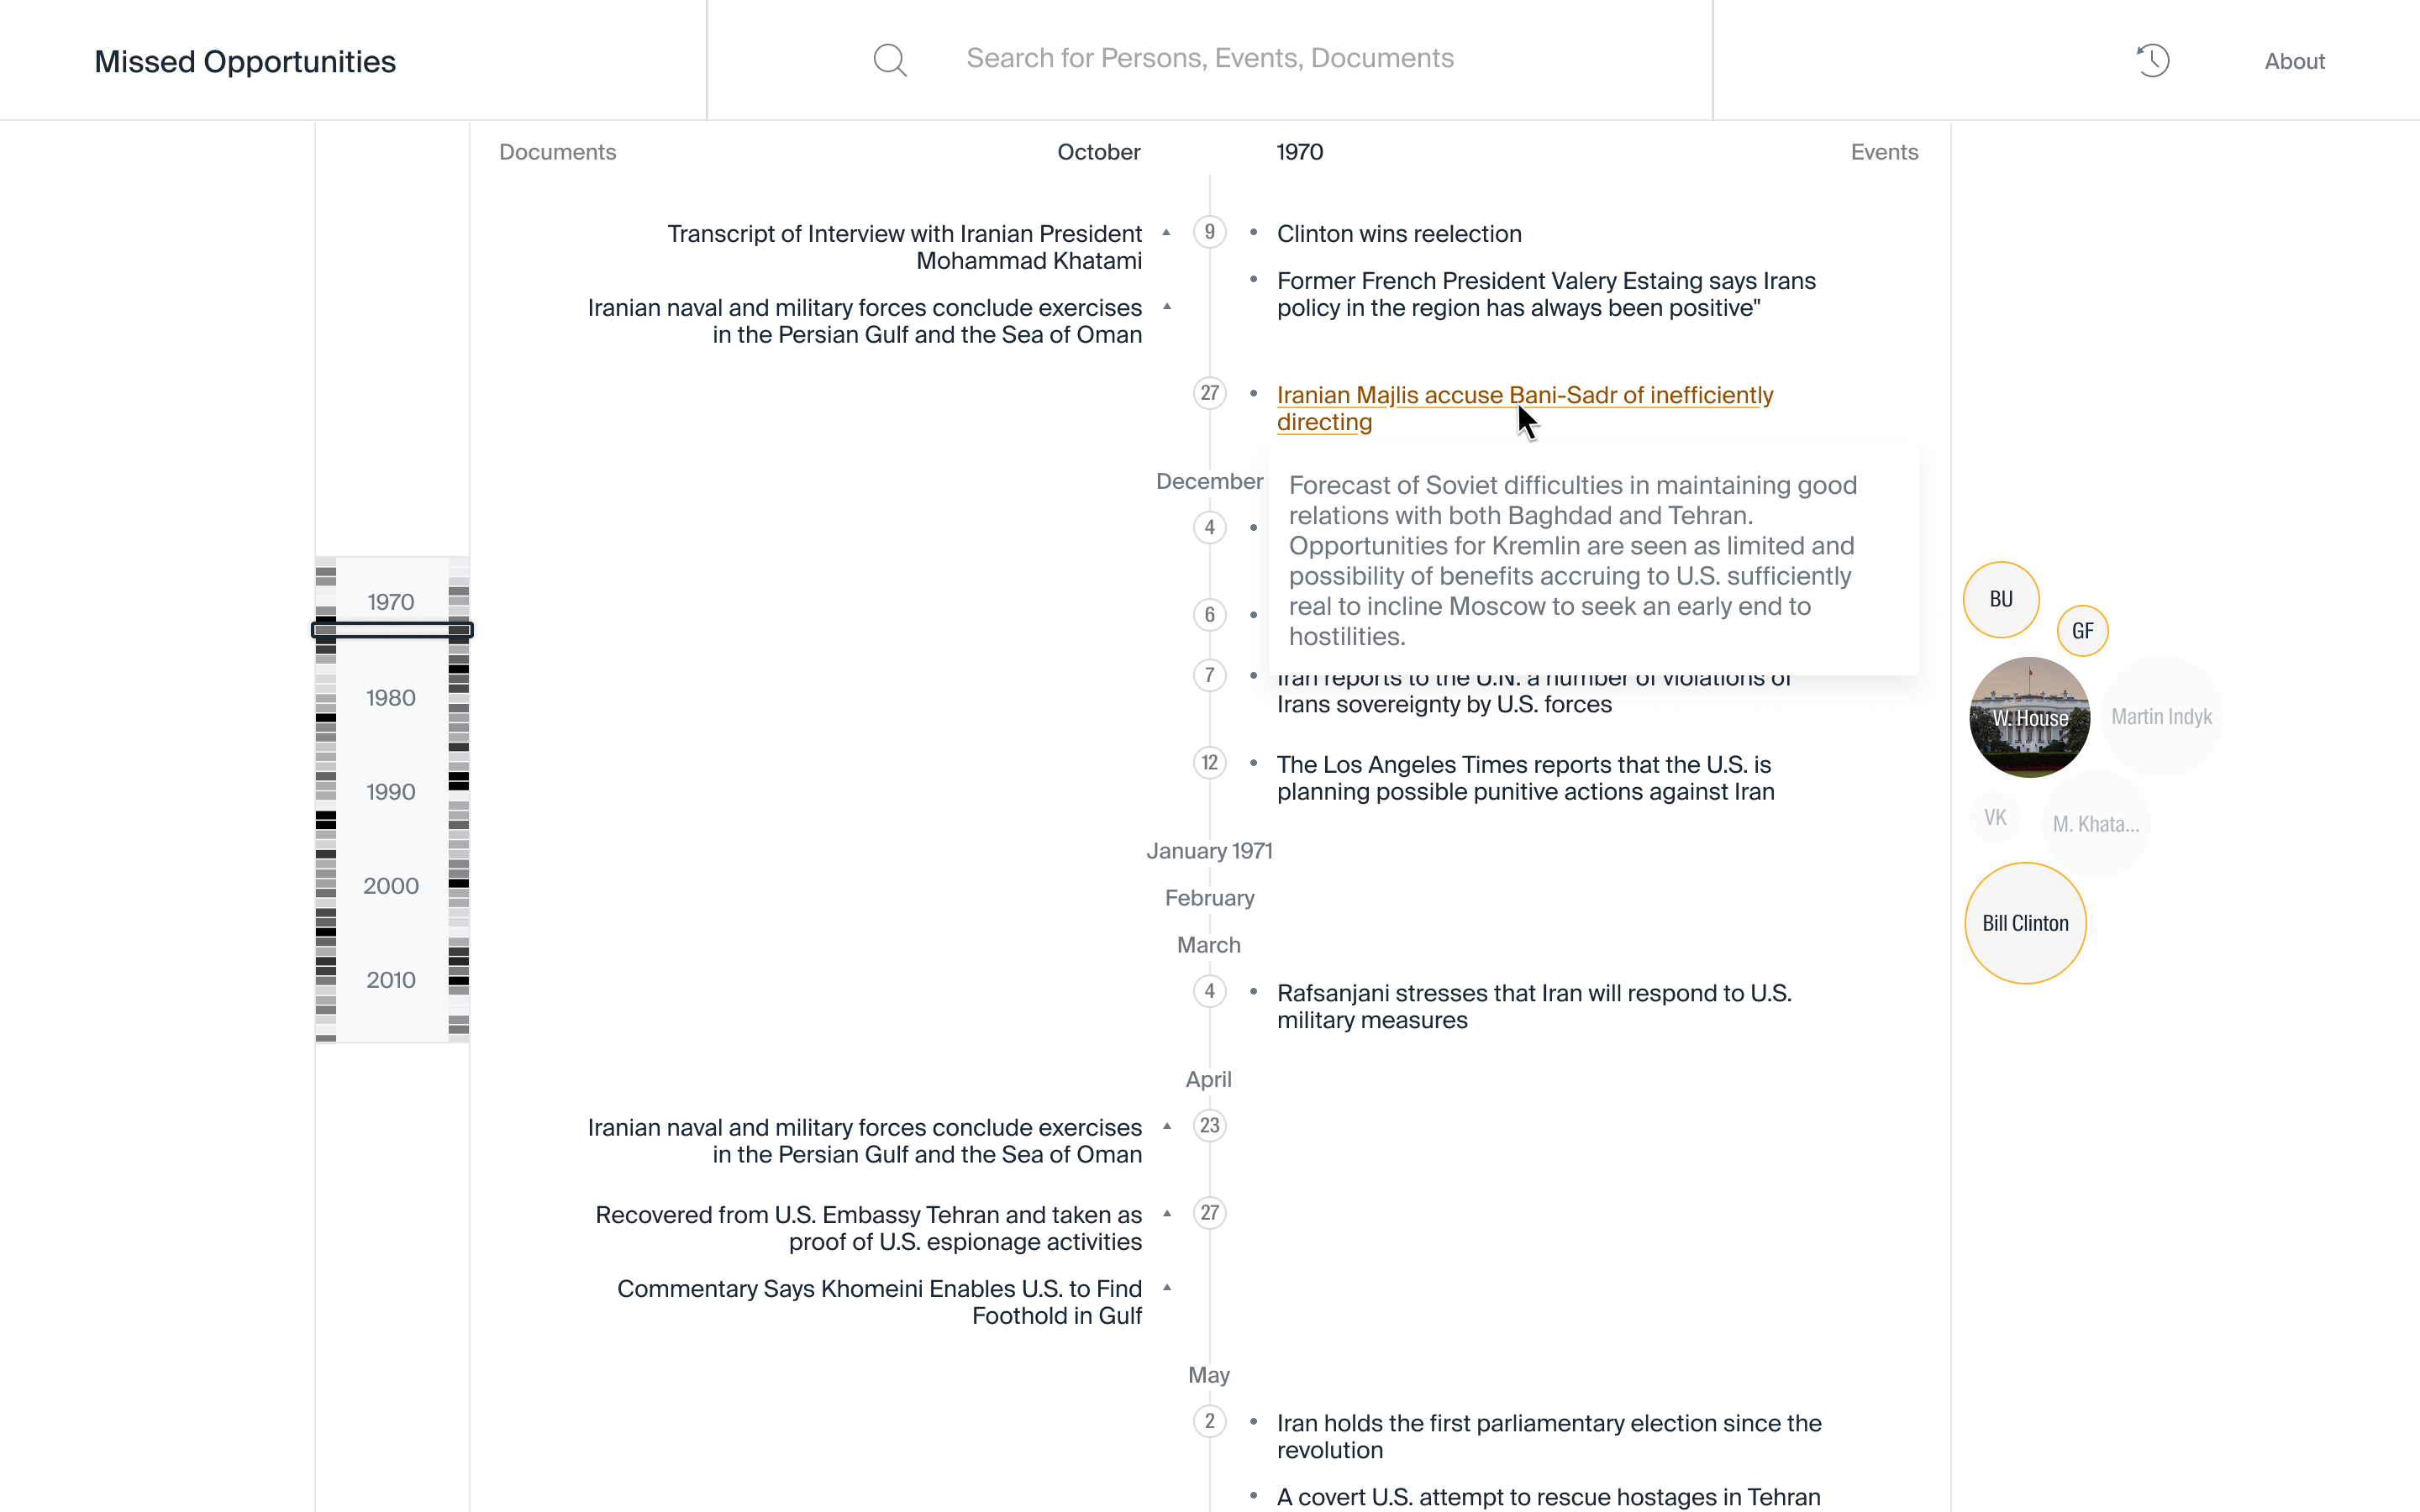 Missed Opportunities
Search for Persons, Events, Documents
About
Documents
October
1970
Events
Transcript of Interview with Iranian President
Mohammad Khatami
Iranian naval and military forces conclude exercises
in the Persian Gulf and the Sea of Oman
9
Clinton wins reelection
Former French President Valery Estaing says Irans
policy in the region has always been positive"
27
Iranian Majlis accuse Bani-Sadr of inefficiently
directing
December
Forecast of Soviet difficulties in maintaining good
relations with both Baghdad and Tehran.
Opportunities for Kremlin are seen as limited and
possibility of benefits accruing to U.S. sufficiently
real to incline Moscow to seek an early end to
hostilities.
4
6
7
Iran reports to the U.N. a number of violations of
Irans sovereignty by U.S. forces
12
The Los Angeles Times reports that the U.S. is
planning possible punitive actions against Iran
January 1971
February
March
4
Rafsanjani stresses that Iran will respond to U.S.
military measures
April
Iranian naval and military forces conclude exercises
in the Persian Gulf and the Sea of Oman
23
Recovered from U.S. Embassy Tehran and taken as
proof of U.S. espionage activities
27
Commentary Says Khomeini Enables U.S. to Find
Foothold in Gulf
May
2
Iran holds the first parliamentary election since the
revolution
A covert U.S. attempt to rescue hostages in Tehran
1970
1980
1990
2000
2010
BU
GF
W. House
Martin Indyk
VK
M. Khata...
Bill Clinton